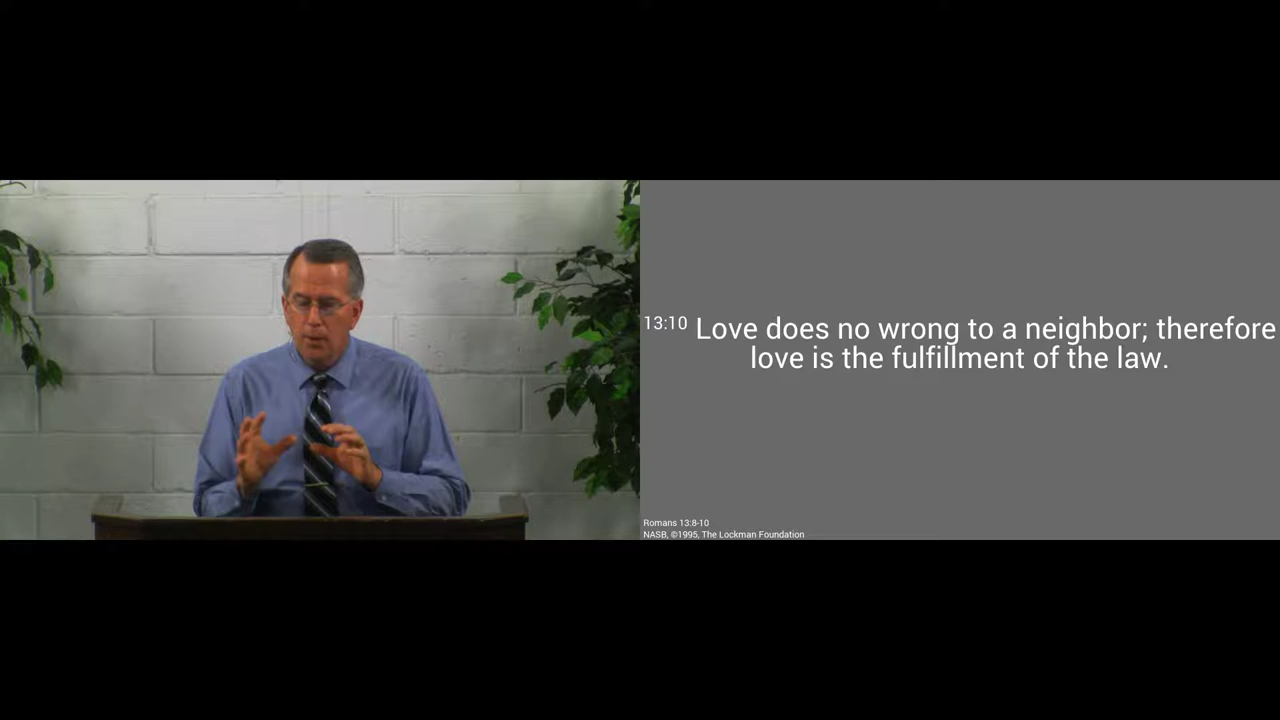 13:10 Love does no wrong to a neighbor; therefore
love is the fulfillment of the law.
Romans 13:8-10
NASB, ©1995, The Lockman Foundation